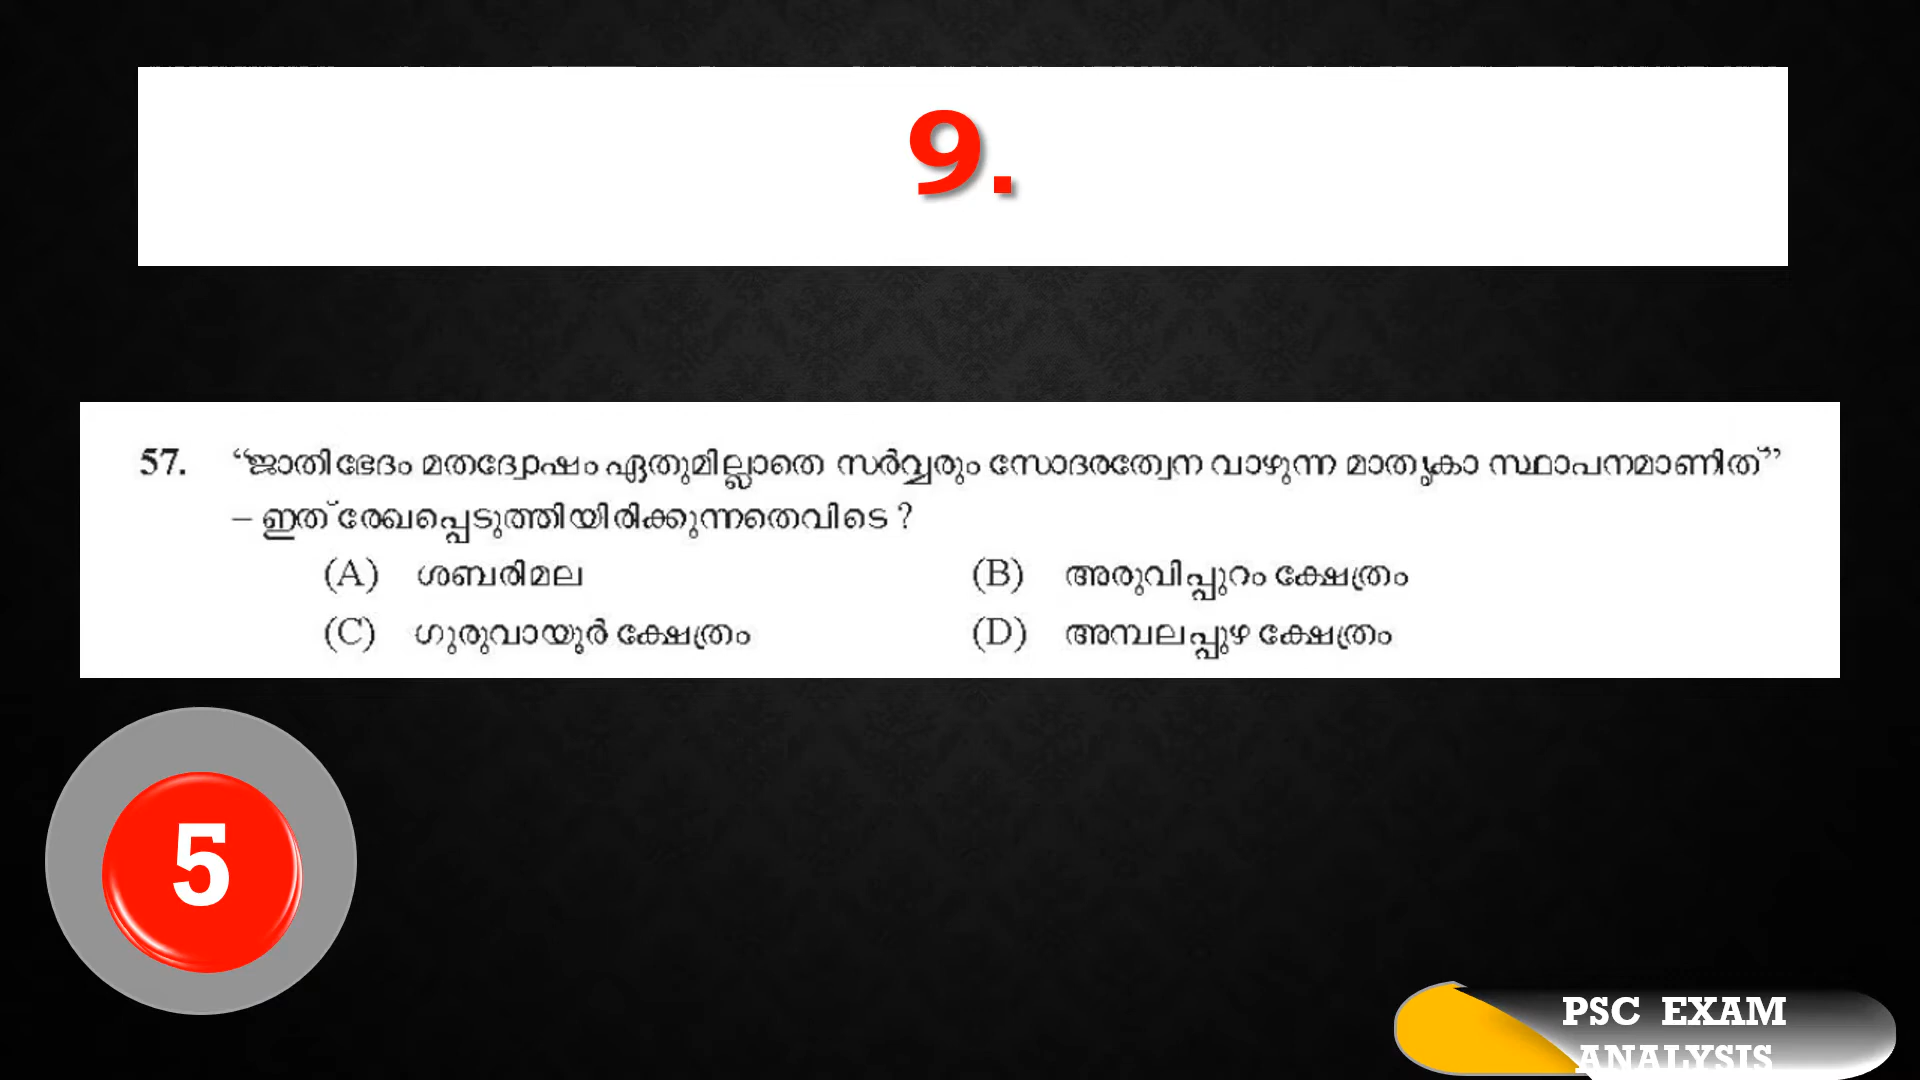 9.
57. “ജാതിഭേദം മതദ്വേഷം ഏതുമില്ലാതെ സർവ്വരും സോദരത്വേന വാഴുന്ന മാതൃകാ സ്ഥാപനമാണിത്”
– ഇത് രേഖപ്പെടുത്തിയിരിക്കുന്നതെവിടെ ?
(A) ശബരിമല (B) അരുവിപ്പുറം ക്ഷേത്രം
(C) ഗുരുവായൂർ ക്ഷേത്രം (D) അമ്പലപ്പുഴ ക്ഷേത്രം
5
PSC EXAM
ANALYSIS